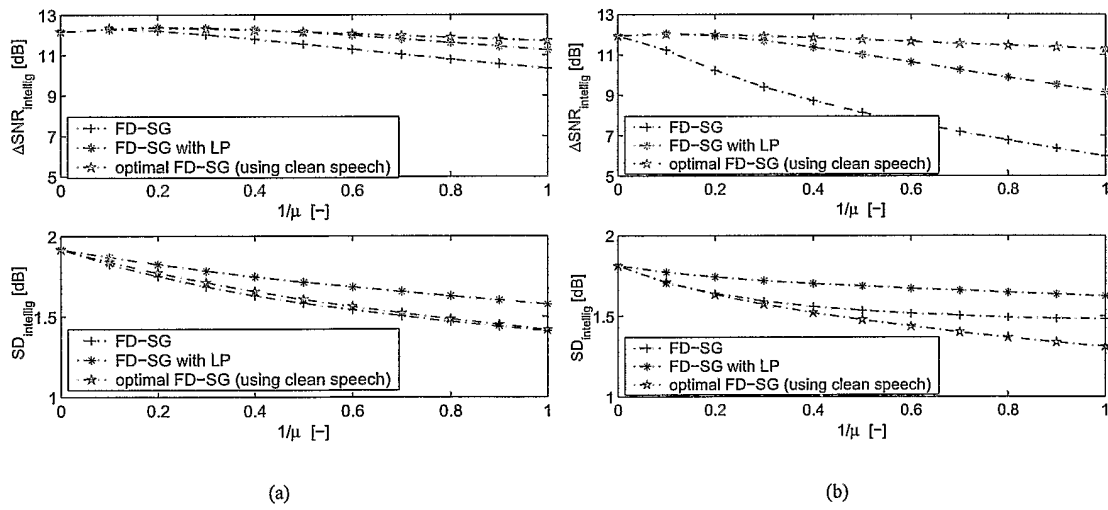 13
11
9
7
5
ΔSNR_intellig [dB]
FD−SG
FD−SG with LP
optimal FD−SG (using clean speech)
0 0.2 0.4 0.6 0.8 1
1/μ [−]
2
1.5
1
SD_intellig [dB]
FD−SG
FD−SG with LP
optimal FD−SG (using clean speech)
0 0.2 0.4 0.6 0.8 1
1/μ [−]
(a)
13
11
9
7
5
ΔSNR_intellig [dB]
FD−SG
FD−SG with LP
optimal FD−SG (using clean speech)
0 0.2 0.4 0.6 0.8 1
1/μ [−]
2
1.5
1
SD_intellig [dB]
FD−SG
FD−SG with LP
optimal FD−SG (using clean speech)
0 0.2 0.4 0.6 0.8 1
1/μ [−]
(b)